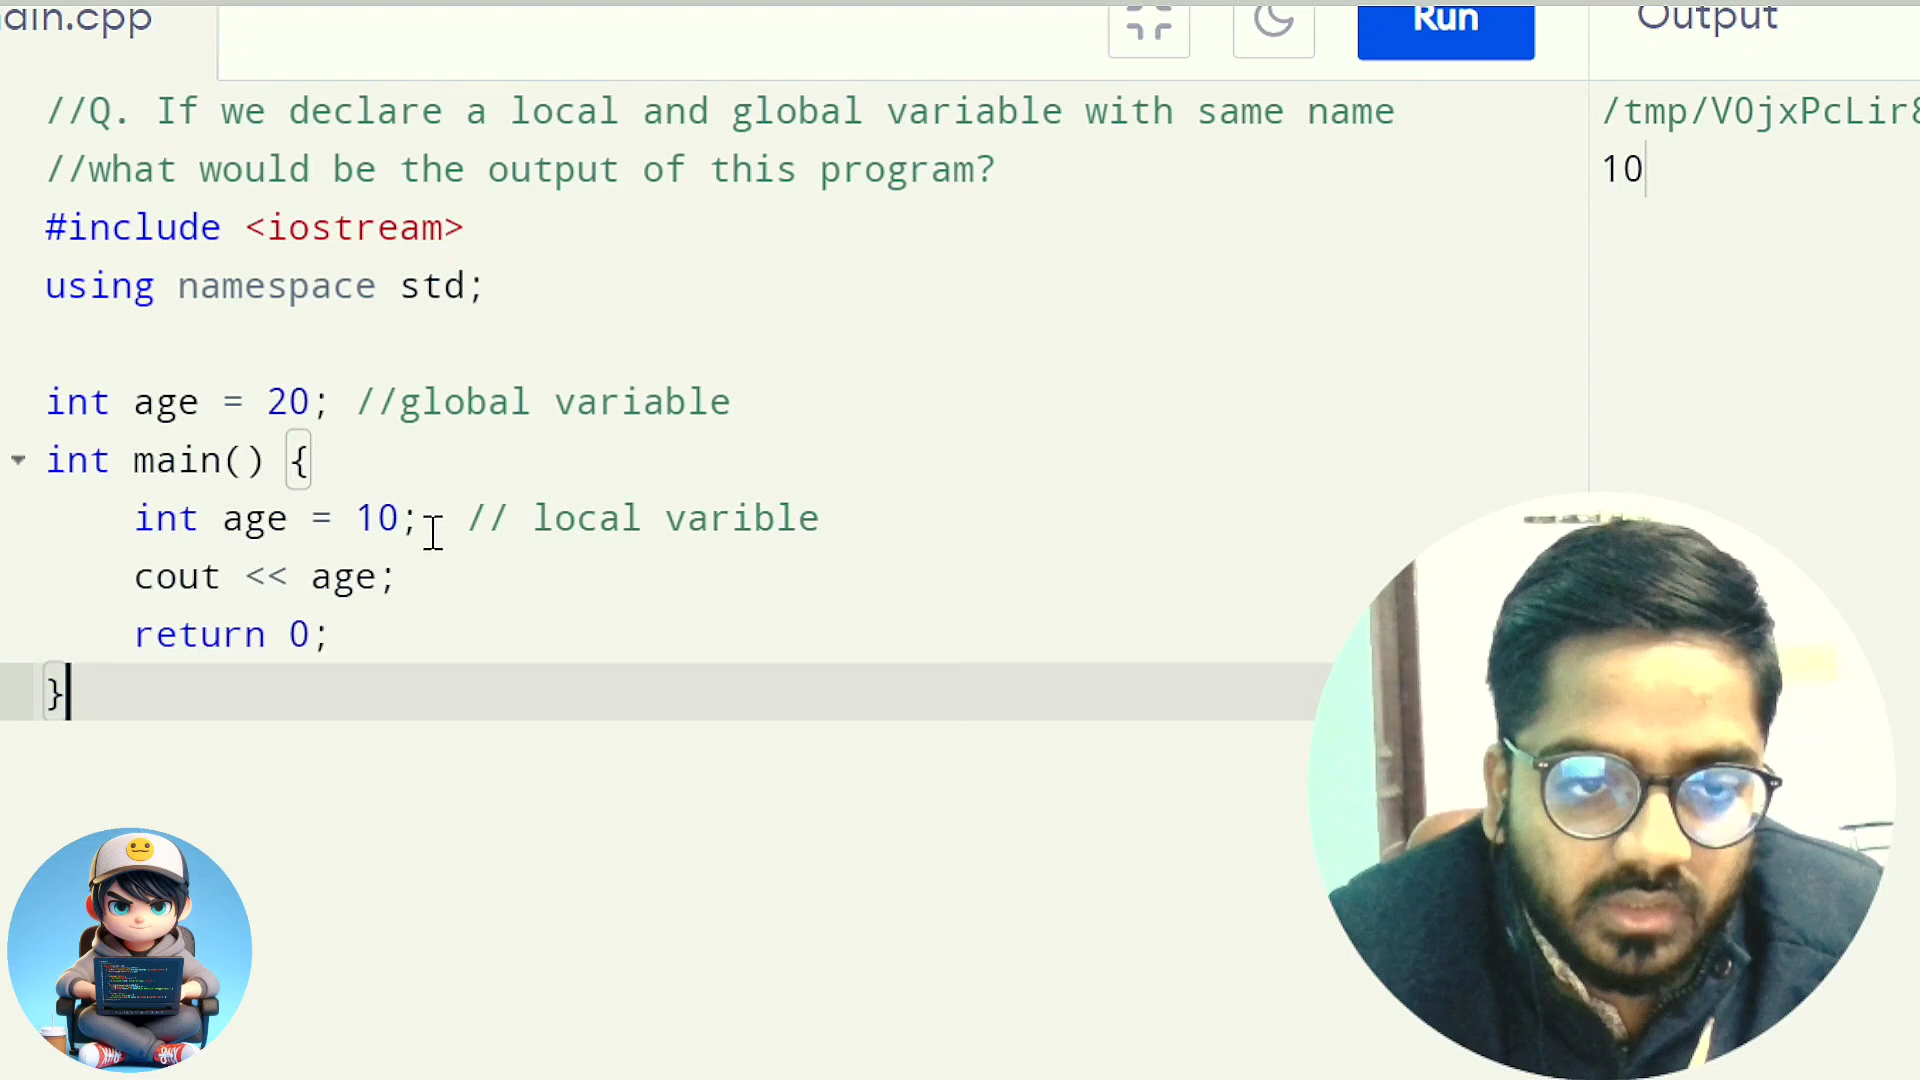 ain.cpp
Run
Output
//Q. If we declare a local and global variable with same name
//what would be the output of this program?
#include <iostream>
using namespace std;
int age = 20; //global variable
int main() {
    int age = 10;  // local varible
    cout << age;
    return 0;
}
/tmp/V0jxPcLir8
10